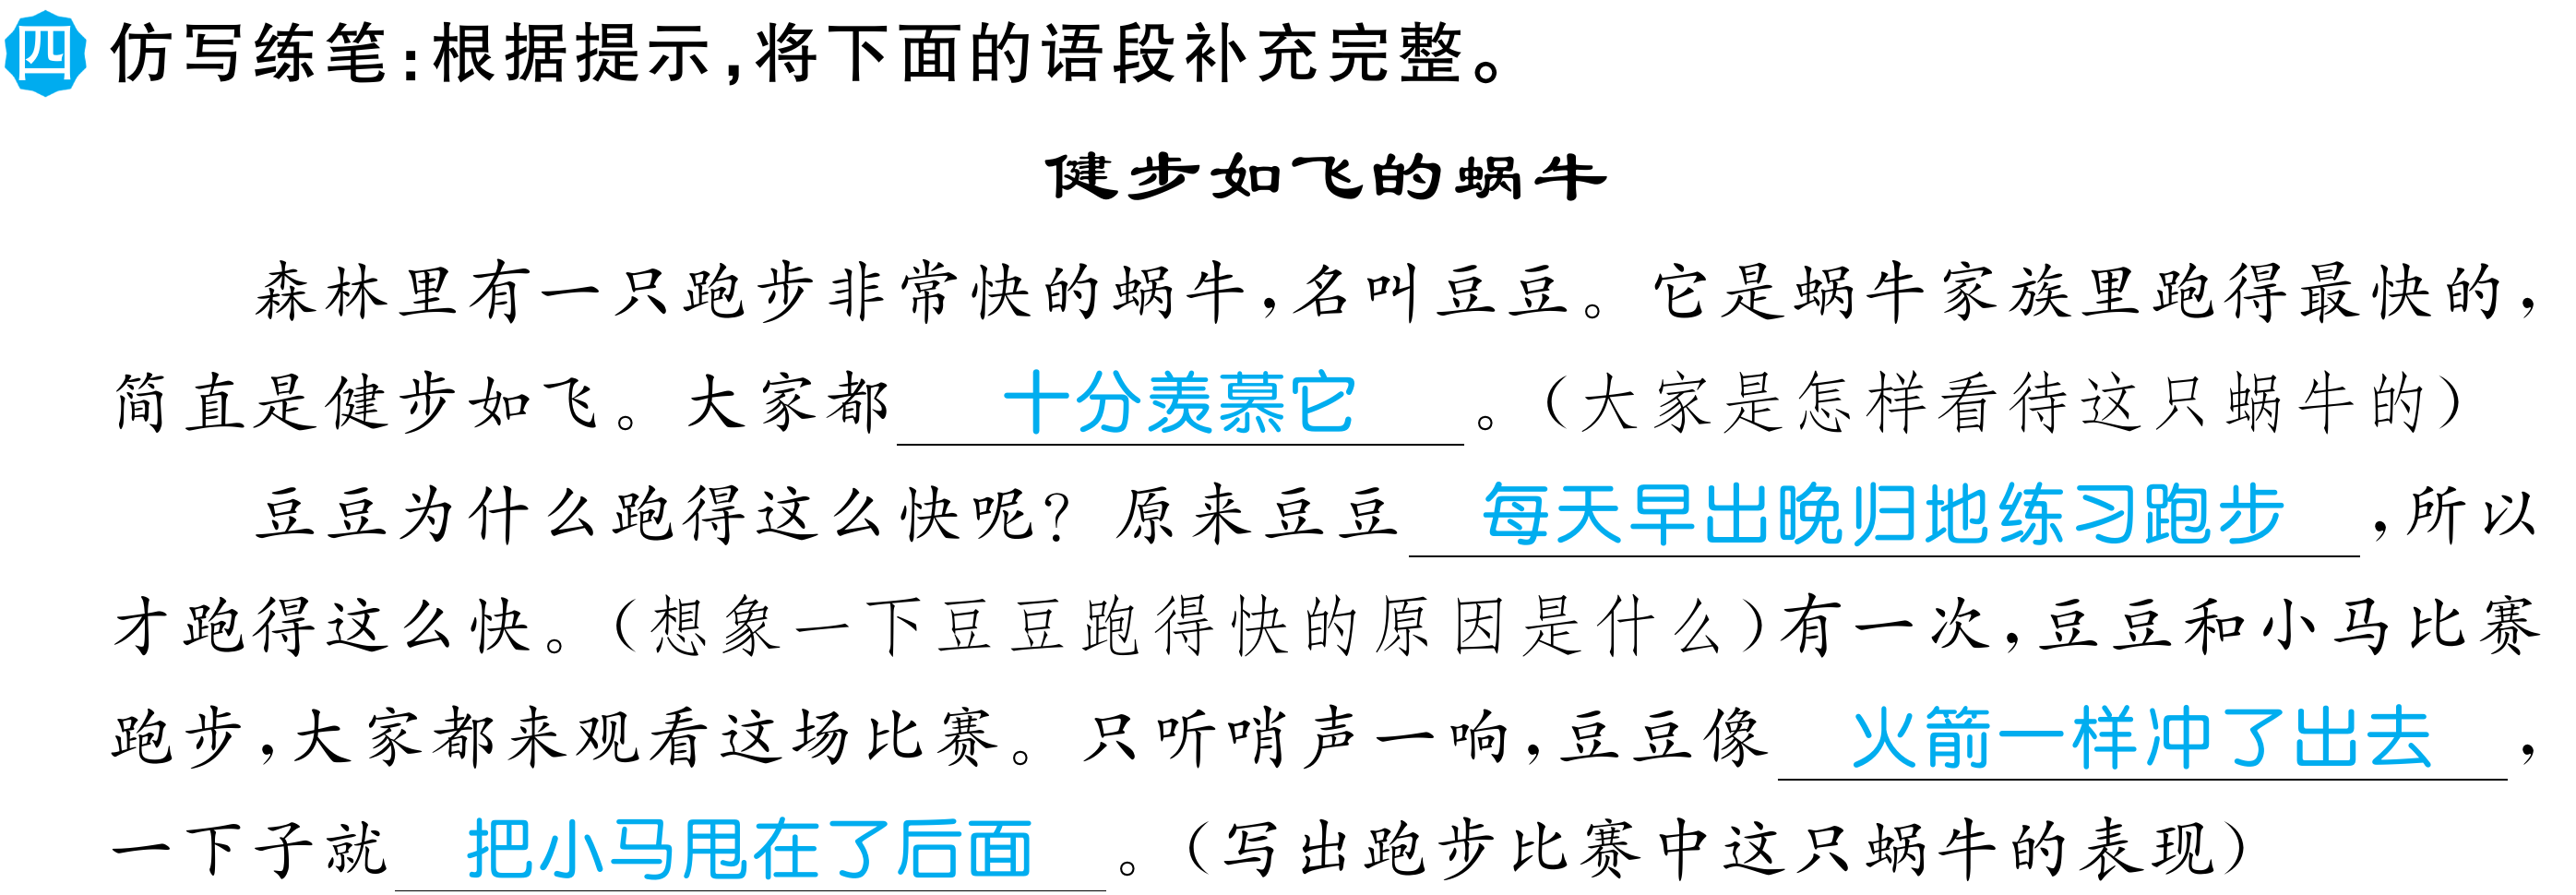 四 仿写练笔:根据提示,将下面的语段补充完整。
健步如飞的蜗牛
森林里有一只跑步非常快的蜗牛,名叫豆豆。它是蜗牛家族里跑得最快的,
简直是健步如飞。大家都 十分羡慕它 。(大家是怎样看待这只蜗牛的)
豆豆为什么跑得这么快呢? 原来豆豆 每天早出晚归地练习跑步 ,所以
才跑得这么快。(想象一下豆豆跑得快的原因是什么)有一次,豆豆和小马比赛
跑步,大家都来观看这场比赛。只听哨声一响,豆豆像 火箭一样冲了出去 ,
一下子就 把小马甩在了后面 。(写出跑步比赛中这只蜗牛的表现)